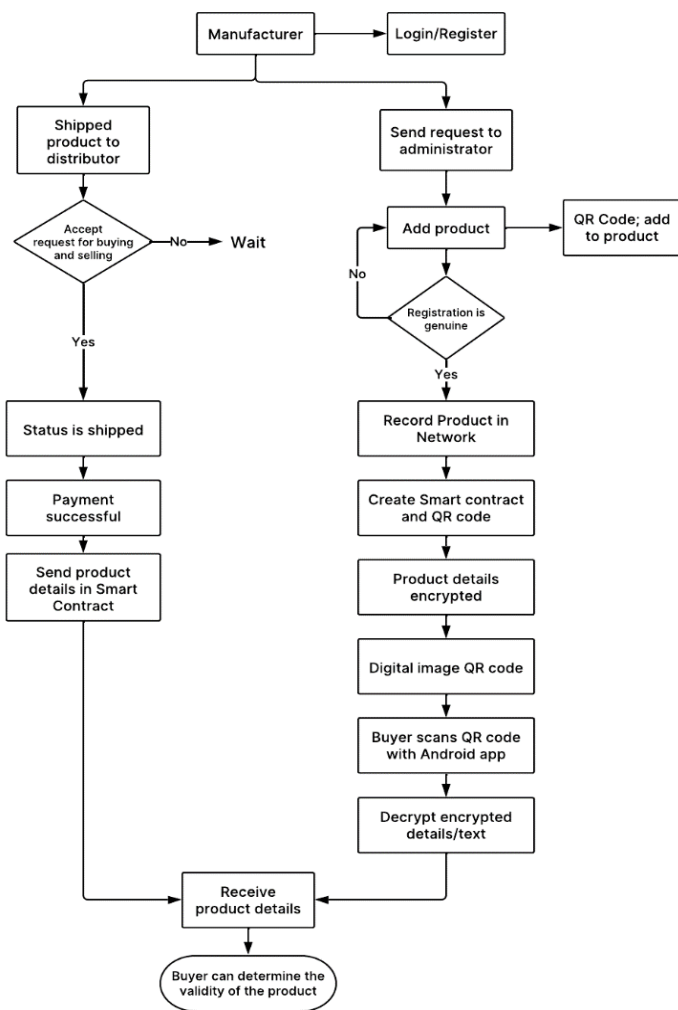 Manufacturer
Login/Register
Shipped
product to
distributor
Send request to
administrator
Accept
request for buying
and selling
No
Wait
Add product
QR Code; add
to product
No
Registration is
genuine
Yes
Yes
Status is shipped
Record Product in
Network
Payment
successful
Create Smart contract
and QR code
Send product
details in Smart
Contract
Product details
encrypted
Digital image QR code
Buyer scans QR code
with Android app
Decrypt encrypted
details/text
Receive
product details
Buyer can determine the
validity of the product